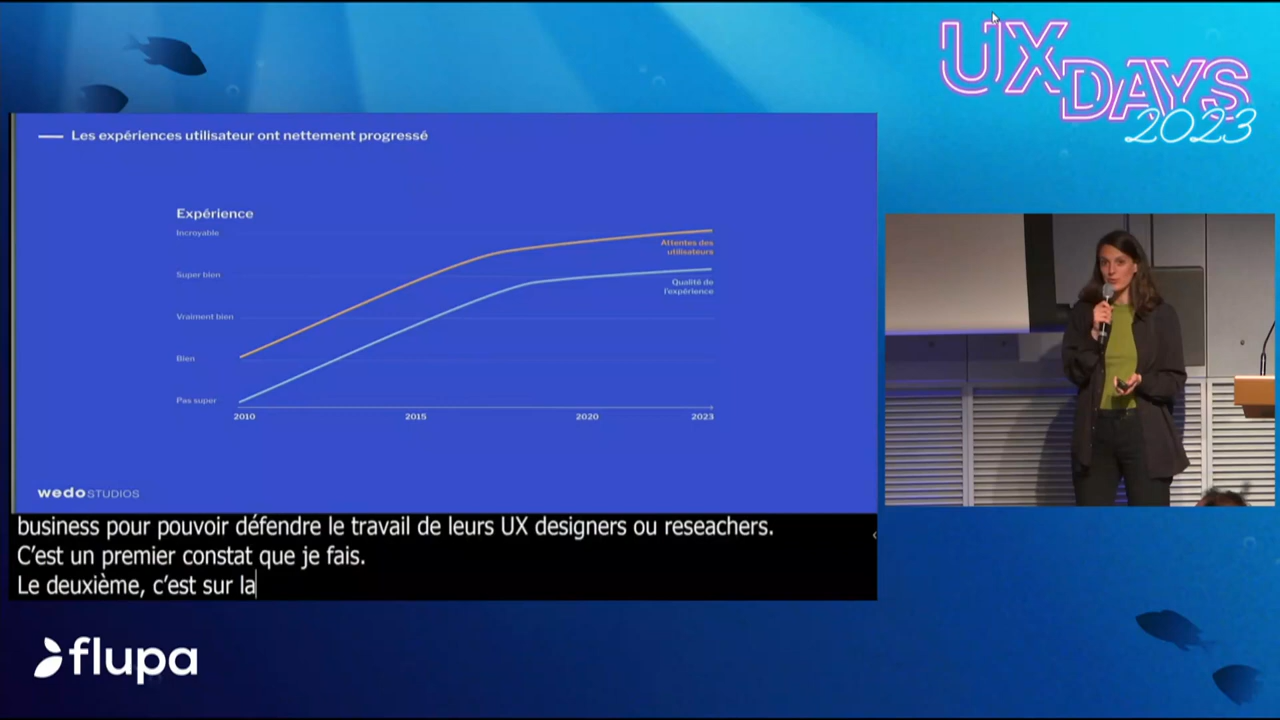 UX
DAYS
2023
Les expériences utilisateur ont nettement progressé
Expérience
Incroyable
Super bien
Vraiment bien
Bien
Pas super
Attentes des
utilisateurs
Qualité de
l'expérience
2010
2015
2020
2023
wedoSTUDIOS
business pour pouvoir défendre le travail de leurs UX designers ou reseachers.
C'est un premier constat que je fais.
Le deuxième, c'est sur la
flupa